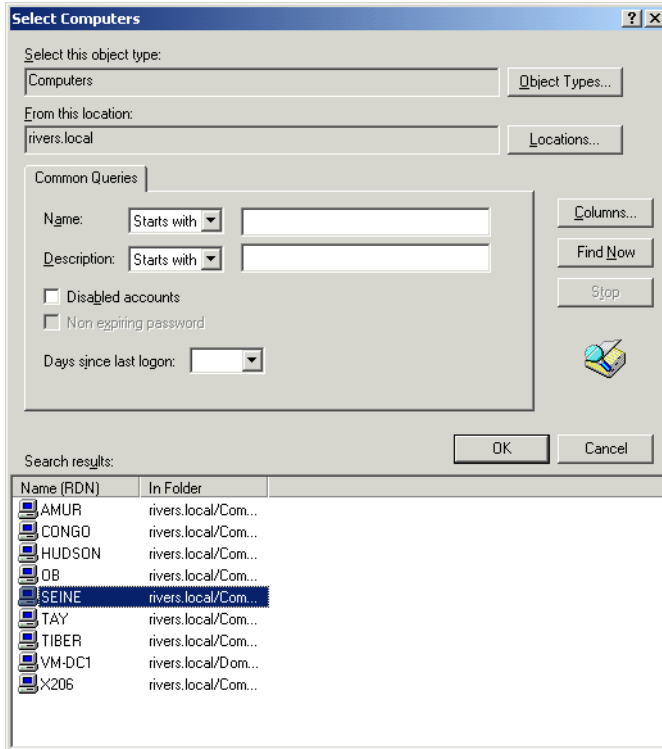 Select Computers
Select this object type:
Computers
Object Types...
From this location:
rivers.local
Locations...
Common Queries
Name: Starts with
Columns...
Description: Starts with
Find Now
Disabled accounts
Stop
Non expiring password
Days since last logon:
OK Cancel
Search results:
Name (RDN) In Folder
AMUR rivers.local/Com...
CONGO rivers.local/Com...
HUDSON rivers.local/Com...
OB rivers.local/Com...
SEINE rivers.local/Com...
TAY rivers.local/Com...
TIBER rivers.local/Com...
VM-DC1 rivers.local/Dom...
X206 rivers.local/Com...